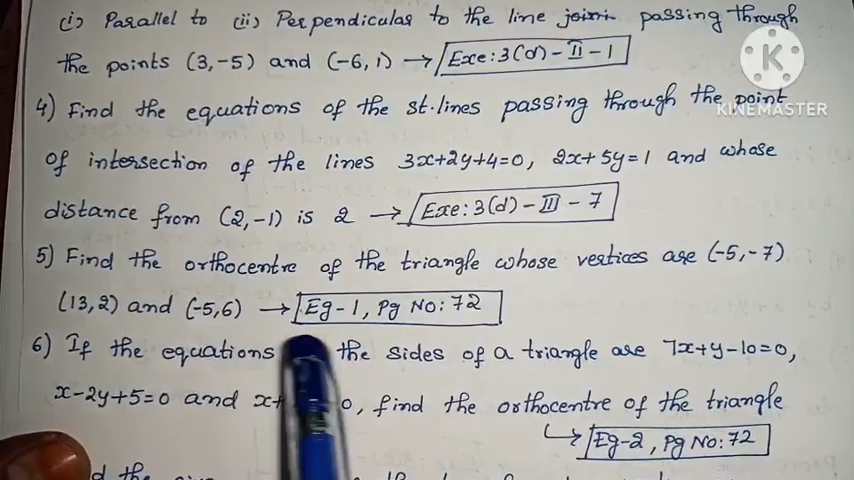 (i) Parallel to (ii) Perpendicular to the line joini passing through
the points (3,-5) and (-6,1) → Exe: 3(d)-II-1
4) Find the equations of the st.lines passing through the point
of intersection of the lines 3x+2y+4=0, 2x+5y=1 and whose
distance from (2,-1) is 2 → Exe: 3(d)-III-7
5) Find the orthocentre of the triangle whose vertices are (-5,-7)
(13,2) and (-5,6) → Eg-1, Pg No: 72
6) If the equations the sides of a triangle are 7x+y-10=0,
x-2y+5=0 and x+ 0, find the orthocentre of the triangle
→ Eg-2, Pg No: 72
the
K
KINEMASTER